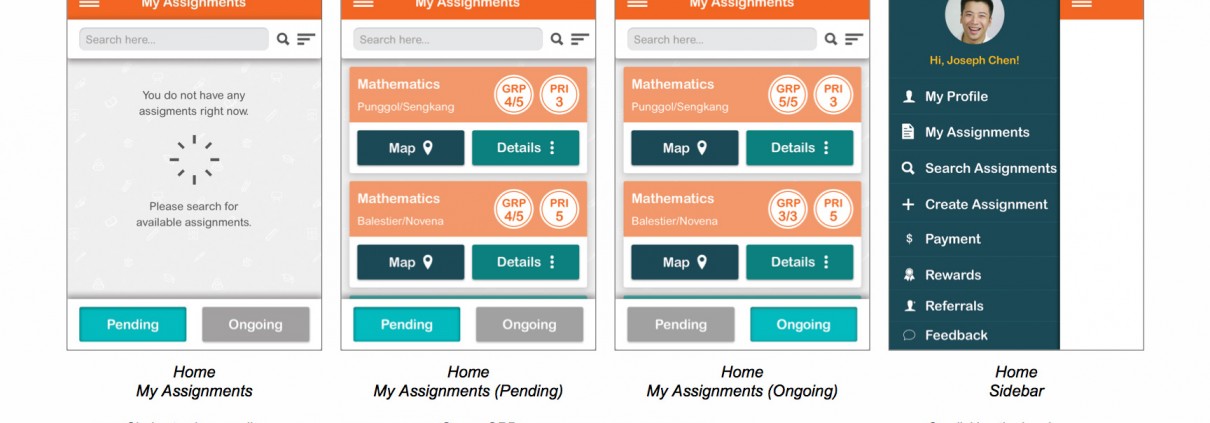 My Assignments
Search here...
You do not have any
assigments right now.
Please search for
available assignments.
Pending
Ongoing
Home
My Assignments
My Assignments
Search here...
Mathematics
Punggol/Sengkang
GRP
4/5
PRI
3
Map
Details
Mathematics
Balestier/Novena
GRP
4/5
PRI
5
Map
Details
Pending
Ongoing
Home
My Assignments (Pending)
My Assignments
Search here...
Mathematics
Punggol/Sengkang
GRP
5/5
PRI
3
Map
Details
Mathematics
Balestier/Novena
GRP
3/3
PRI
5
Map
Details
Pending
Ongoing
Home
My Assignments (Ongoing)
Hi, Joseph Chen!
My Profile
My Assignments
Search Assignments
Create Assignment
$ Payment
Rewards
Referrals
Feedback
Home
Sidebar